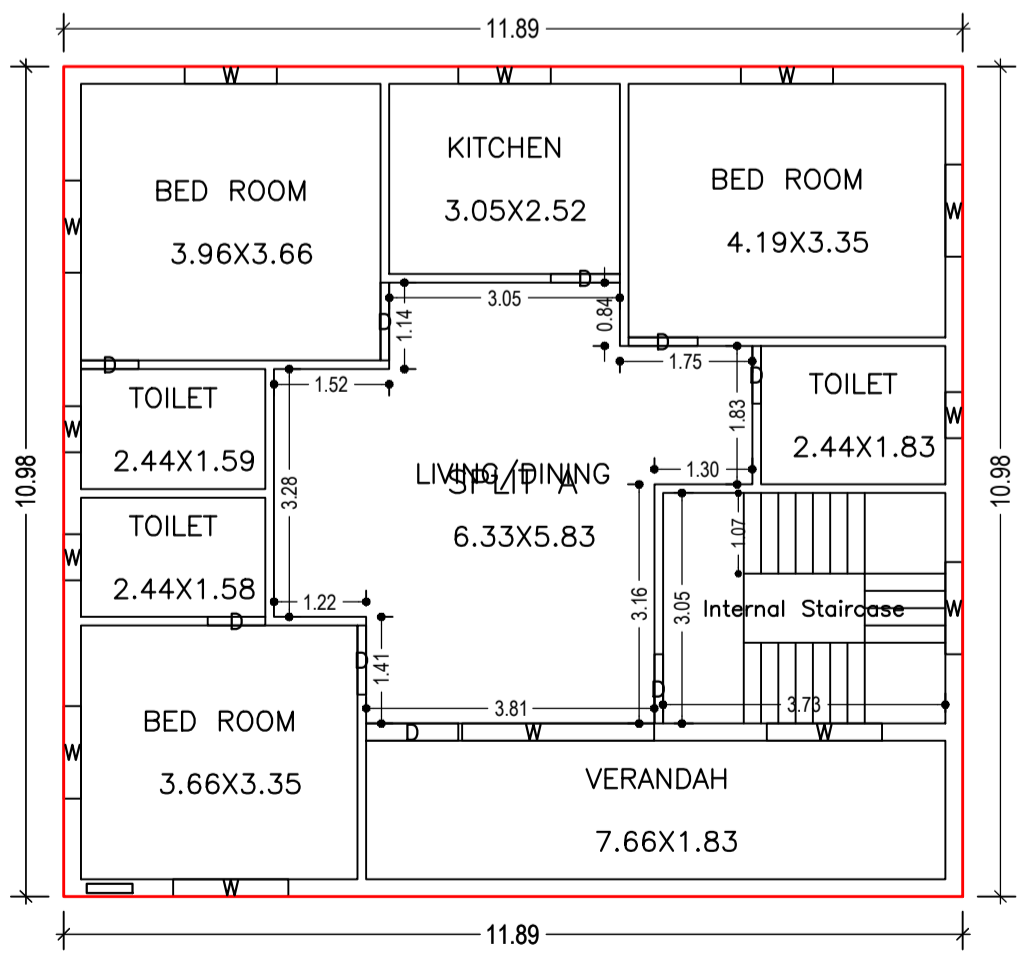 11.89
W
W
W
KITCHEN
BED ROOM
BED ROOM
3.05X2.52
W
W
4.19X3.35
3.96X3.66
D
3.05
0.84
1.14
D
D
D
1.75
D
1.52
TOILET
TOILET
W
1.83
W
2.44X1.59
2.44X1.83
10.98
LIVING/DINING
SPLIT A
1.30
10.98
3.28
TOILET
6.33X5.83
1.07
W
2.44X1.58
1.22
3.16
3.05
Internal Staircase
W
D
D
1.41
D
3.81
3.73
BED ROOM
D
W
W
W
3.66X3.35
VERANDAH
7.66X1.83
W
11.89